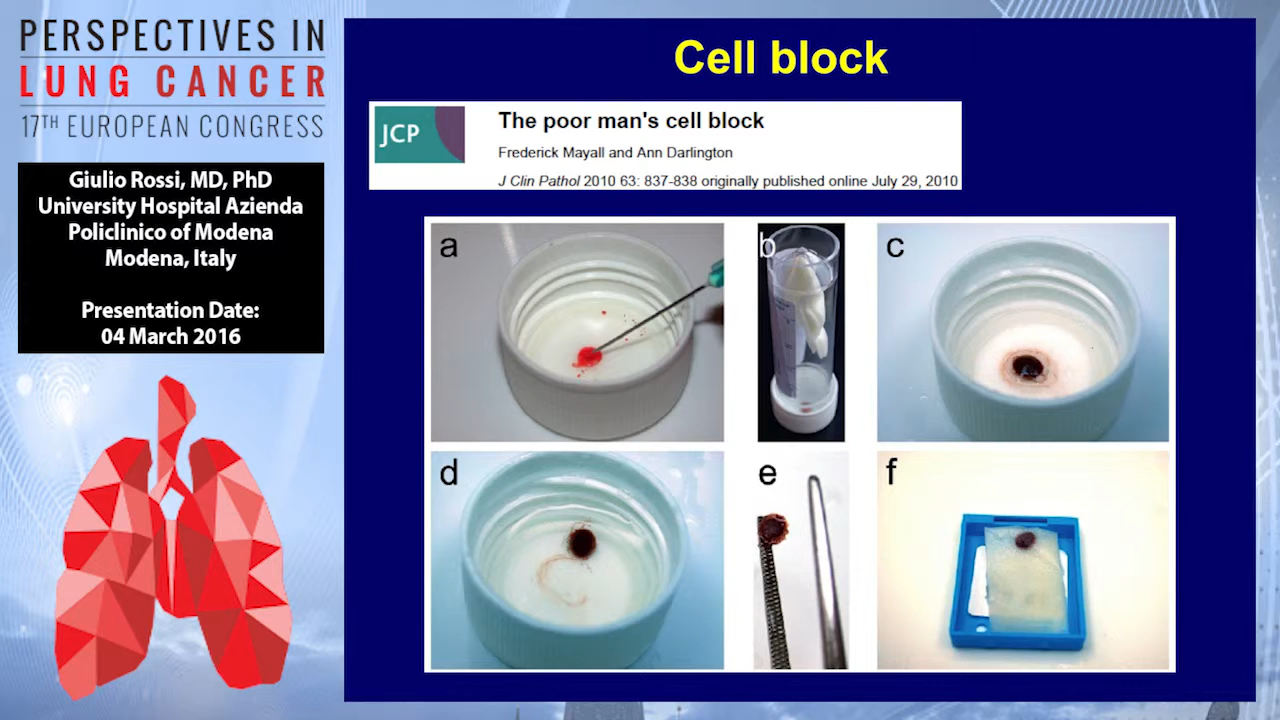 PERSPECTIVES IN
LUNG CANCER
17TH EUROPEAN CONGRESS
Giulio Rossi, MD, PhD
University Hospital Azienda
Policlinico of Modena
Modena, Italy
Presentation Date:
04 March 2016
Cell block
JCP
The poor man's cell block
Frederick Mayall and Ann Darlington
J Clin Pathol 2010 63: 837-838 originally published online July 29, 2010
a
b
c
d
e
f